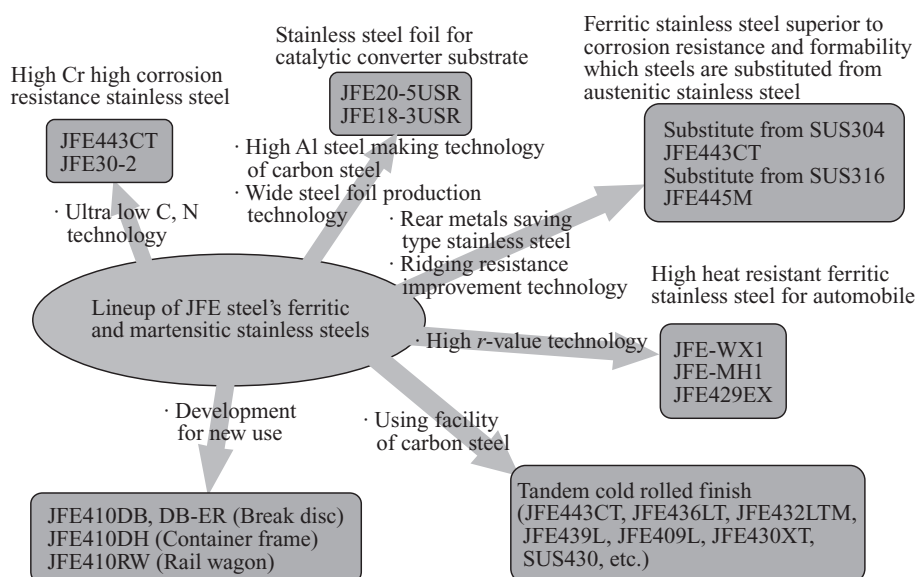 Stainless steel foil for
catalytic converter substrate
JFE20-5USR
JFE18-3USR
· High Al steel making technology
of carbon steel
· Wide steel foil production
technology
High Cr high corrosion
resistance stainless steel
JFE443CT
JFE30-2
· Ultra low C, N
technology
Ferritic stainless steel superior to
corrosion resistance and formability
which steels are substituted from
austenitic stainless steel
Substitute from SUS304
JFE443CT
Substitute from SUS316
JFE445M
· Rear metals saving
type stainless steel
· Ridging resistance
improvement technology
Lineup of JFE steel’s ferritic
and martensitic stainless steels
High heat resistant ferritic
stainless steel for automobile
· High r-value technology
JFE-WX1
JFE-MH1
JFE429EX
· Development
for new use
· Using facility
of carbon steel
JFE410DB, DB-ER (Break disc)
JFE410DH (Container frame)
JFE410RW (Rail wagon)
Tandem cold rolled finish
(JFE443CT, JFE436LT, JFE432LTM,
JFE439L, JFE409L, JFE430XT,
SUS430, etc.)